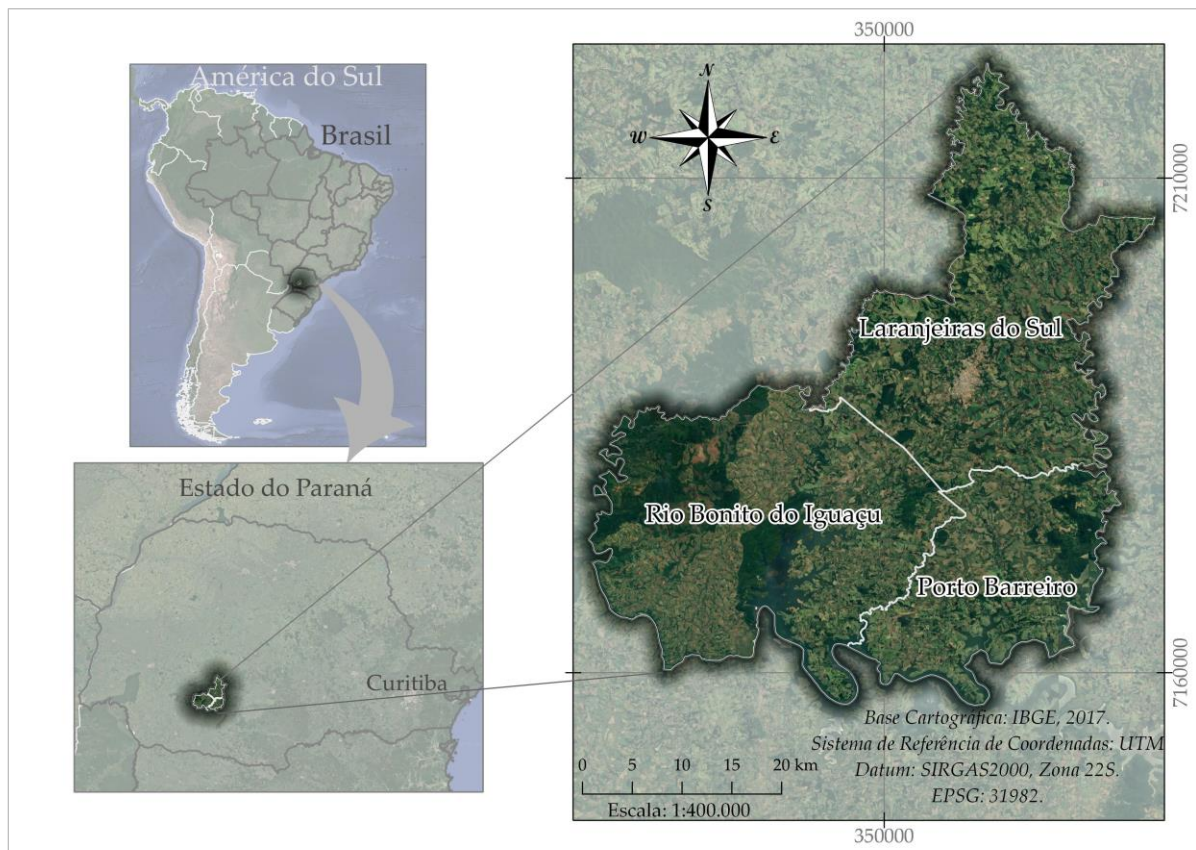 América do Sul
Brasil
Estado do Paraná
Curitiba
350000
N
W
E
S
7210000
Laranjeiras do Sul
Rio Bonito do Iguaçu
Porto Barreiro
7160000
Base Cartográfica: IBGE, 2017.
Sistema de Referência de Coordenadas: UTM
Datum: SIRGAS2000, Zona 22S.
EPSG: 31982.
0 5 10 15 20 km
Escala: 1:400.000
350000